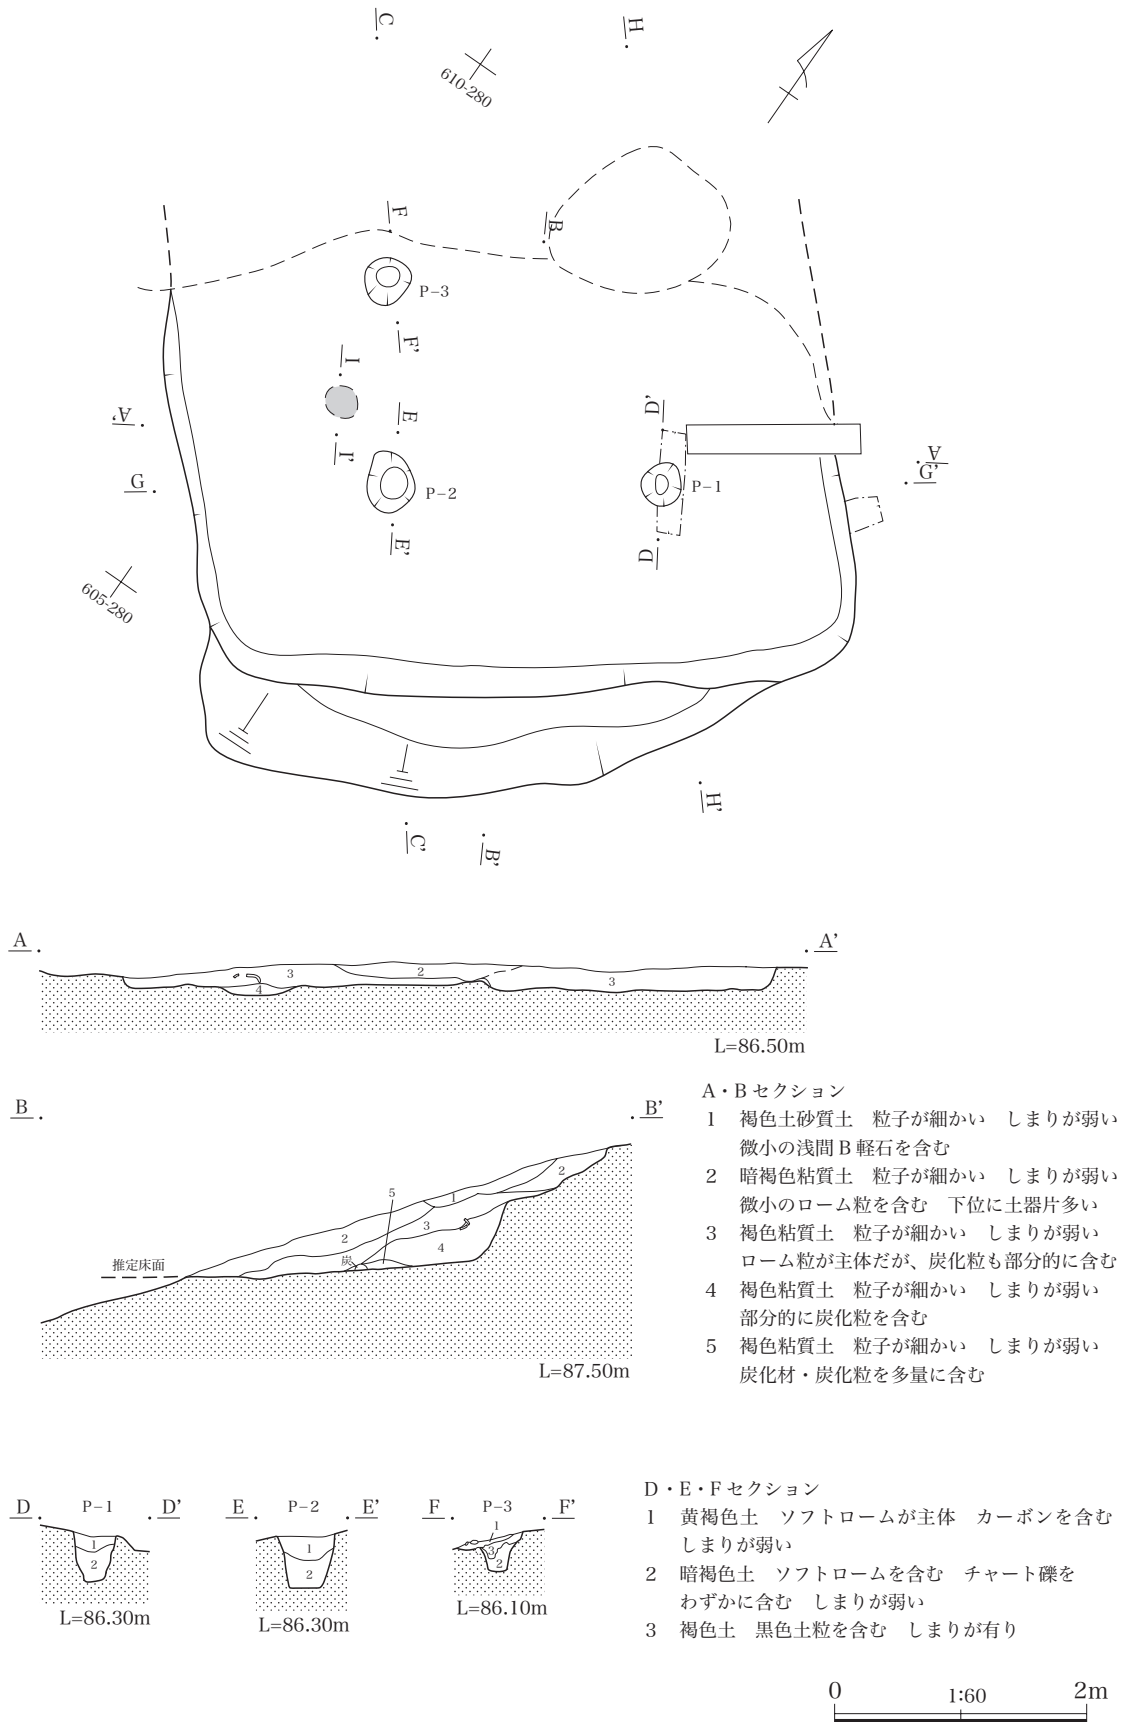 C
H
610-280
F
B
P-3
F’
I
A’
E
D’
A
G
I’
G’
P-2
P-1
E’
D
605-280
H’
C’
B’
A
A’
3
2
3
4
L=86.50m
B
B’
2
5
1
3
2
4
炭
推定床面
L=87.50m
A・B セクション
1 褐色土砂質土 粒子が細かい しまりが弱い
微小の浅間 B 軽石を含む
2 暗褐色粘質土 粒子が細かい しまりが弱い
微小のローム粒を含む 下位に土器片多い
3 褐色粘質土 粒子が細かい しまりが弱い
ローム粒が主体だが、炭化粒も部分的に含む
4 褐色粘質土 粒子が細かい しまりが弱い
部分的に炭化粒を含む
5 褐色粘質土 粒子が細かい しまりが弱い
炭化材・炭化粒を多量に含む
D P-1 D’
1
2
L=86.30m
E P-2 E’
1
2
L=86.30m
F P-3 F’
1
3
2
L=86.10m
D・E・F セクション
1 黄褐色土 ソフトロームが主体 カーボンを含む
しまりが弱い
2 暗褐色土 ソフトロームを含む チャート礫を
わずかに含む しまりが弱い
3 褐色土 黒色土粒を含む しまりが有り
0 1:60 2m